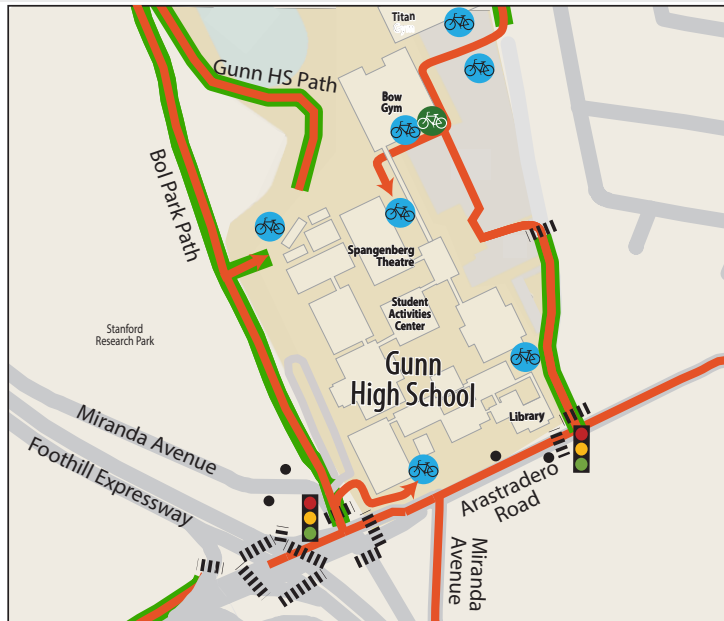 Titan
Gunn HS Path
Bow
Gym
Bol Park Path
Spangenberg
Theatre
Student
Activities
Center
Stanford
Research Park
Gunn
High School
Library
Miranda Avenue
Foothill Expressway
Arastradero
Road
Miranda
Avenue